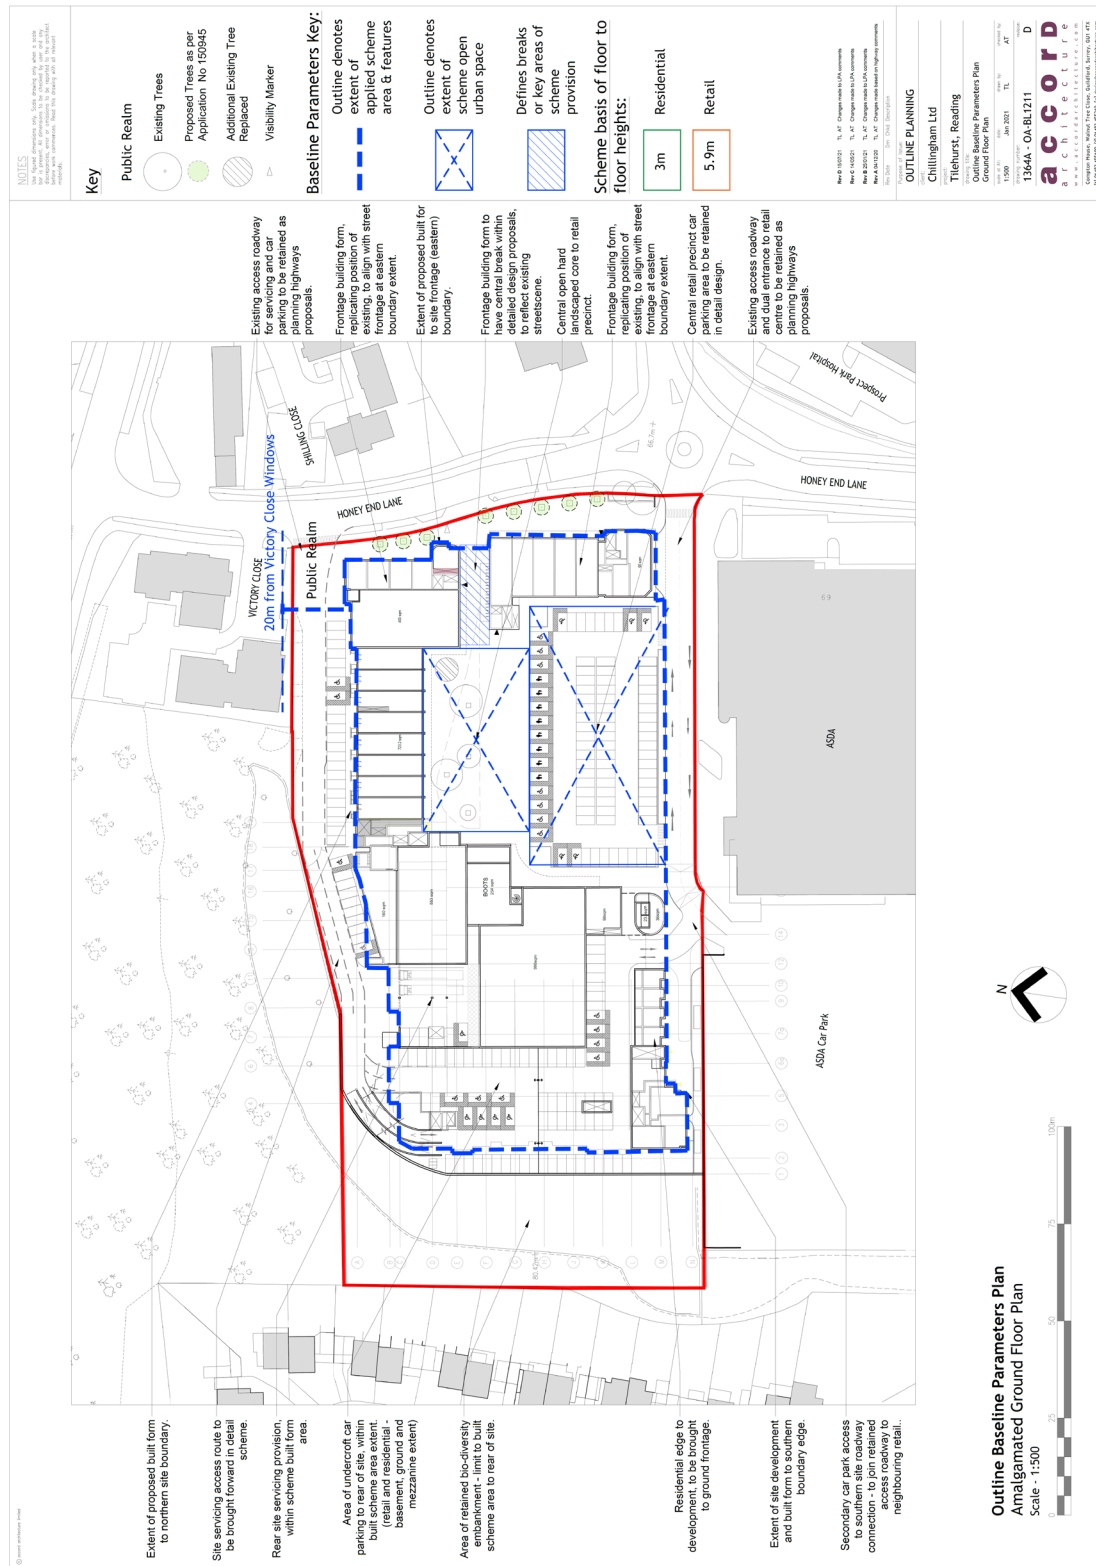 NOTES
Key
Public Realm
Existing Trees
Proposed Trees as per
Application No 150945
Additional Existing Tree
Replaced
Visibility Marker
Baseline Parameters Key:
Outline denotes
extent of
applied scheme
area & features
Outline denotes
extent of
scheme open
urban space
Defines breaks
or key areas of
scheme
provision
Scheme basis of floor to
floor heights:
3m
Residential
5.9m
Retail
OUTLINE PLANNING
Chillingham Ltd
Tilehurst, Reading
Outline Baseline Parameters Plan
Ground Floor Plan
1:500
Jan 2021
TL
AT
1364A - OA-BL1211
D
accord
architecture
Existing access roadway
for servicing and car
parking to be retained as
planning highways
proposals.
Frontage building form,
replicating position of
existing, to align with street
frontage at eastern
boundary extent.
Extent of proposed built form
to site frontage (eastern)
boundary.
Frontage building form to
have central break within
detailed design proposals,
to reflect existing
streetscene.
Central open hard
landscaped core to retail
precinct.
Frontage building form,
replicating position of
existing, to align with street
frontage at eastern
boundary extent.
Central retail precinct car
parking area to be retained
in detail design.
Existing access roadway
and dual entrance to retail
centre to be retained as
planning highways
proposals.
SHILLING CLOSE
HONEY END LANE
HONEY END LANE
Prospect Park Hospital
VICTORY CLOSE
20m from Victory Close Windows
Public Realm
66.7m
69
ASDA
BOOTS
ASDA Car Park
80.42m
N
Extent of proposed built form
to northern site boundary.
Site servicing access route to
be brought forward in detail
scheme.
Rear site servicing provision,
within scheme built form
area.
Area of undercroft car
parking to rear of site, within
built scheme area extent.
(retail and residential -
basement, ground and
mezzanine extent)
Area of retained bio-diversity
embankment - limit to built
scheme area to rear of site.
Residential edge to
development, to be brought
to ground frontage.
Extent of site development
and built form to southern
boundary edge.
Secondary car park access
to southern site roadway
connection - to join retained
access roadway to
neighbouring retail..
Outline Baseline Parameters Plan
Amalgamated Ground Floor Plan
Scale - 1:500
0
25
50
75
100m